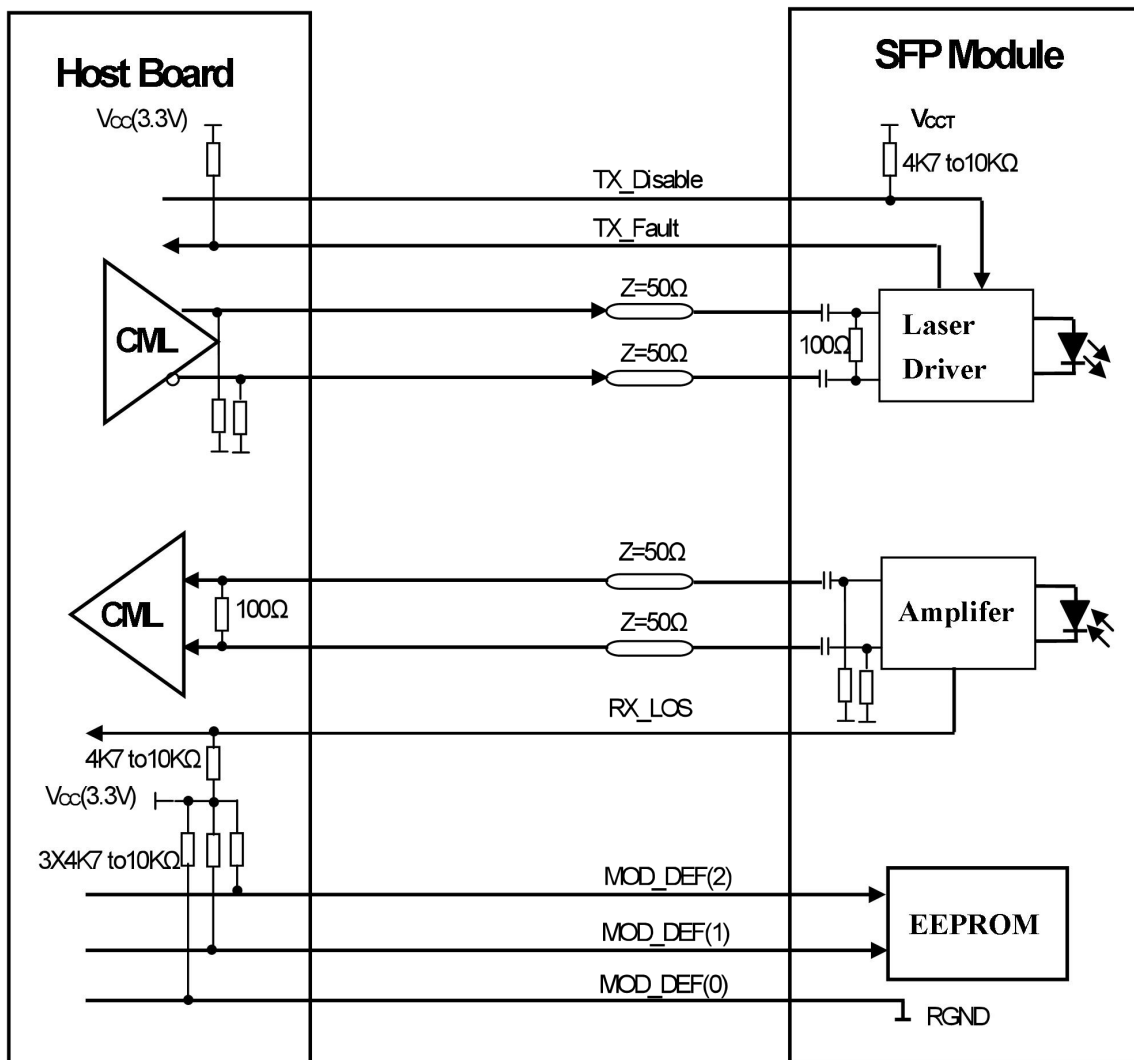 Host Board
SFP Module
VCC(3.3V)
VCCT
4K7 to10KΩ
TX_Disable
TX_Fault
Z=50Ω
CML
100Ω
Laser
Driver
Z=50Ω
Z=50Ω
CML
100Ω
Amplifer
Z=50Ω
RX_LOS
4K7 to10KΩ
VCC(3.3V)
3X4K7 to10KΩ
MOD_DEF(2)
EEPROM
MOD_DEF(1)
MOD_DEF(0)
RGND